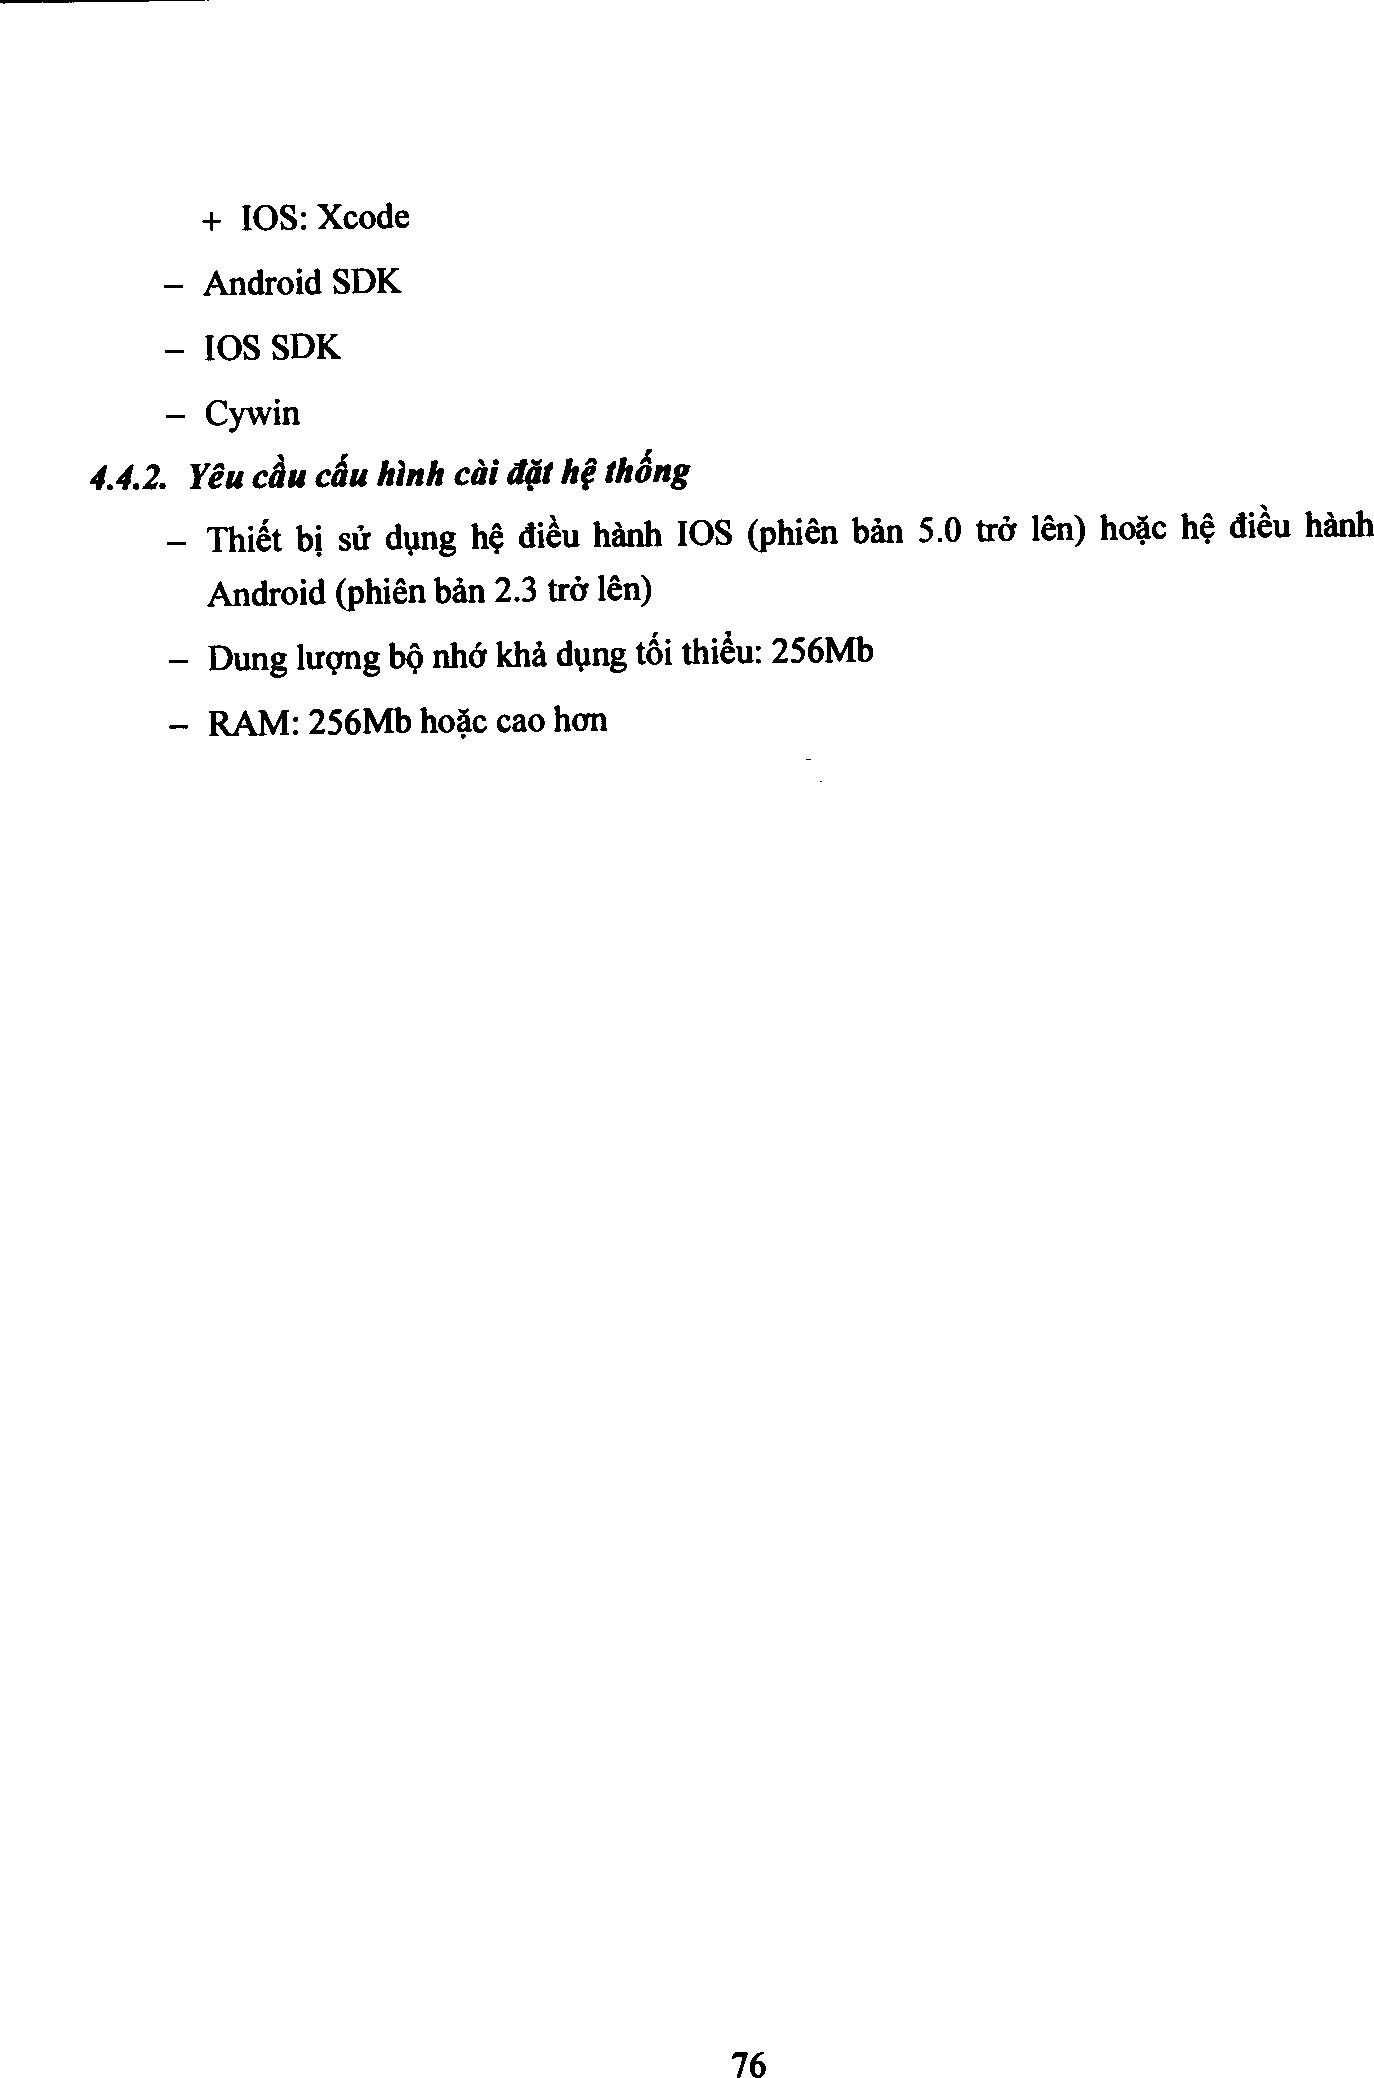 + IOS: Xcode
– Android SDK
– IOS SDK
– Cywin
4.4.2. Yêu cầu cấu hình cài đặt hệ thống
– Thiết bị sử dụng hệ điều hành IOS (phiên bản 5.0 trở lên) hoặc hệ điều hành
Android (phiên bản 2.3 trở lên)
– Dung lượng bộ nhớ khả dụng tối thiểu: 256Mb
– RAM: 256Mb hoặc cao hơn
76